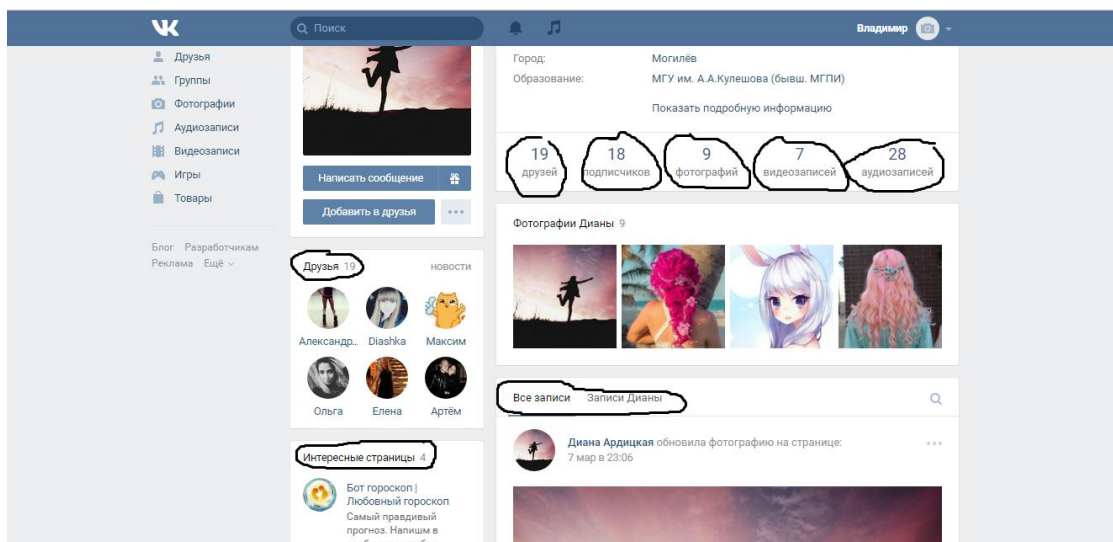 Поиск
Владимир
Друзья
Группы
Фотографии
Аудиозаписи
Видеозаписи
Игры
Товары
Блог Разработчикам
Реклама Ещё
Написать сообщение
Добавить в друзья
Друзья 19 новости
Александр.. Diashka Максим
Ольга Елена Артём
Интересные страницы 4
Бот гороскоп |
Любовный гороскоп
Самый правдивый
прогноз. Напишм в
Город: Могилёв
Образование: МГУ им. А.А.Кулешова (бывш. МГПИ)
Показать подробную информацию
19 18 9 7 28
друзей подписчиков фотографий видеозаписей аудиозаписей
Фотографии Дианы 9
Все записи Записи Дианы
Диана Ардицкая обновила фотографию на странице:
7 мар в 23:06